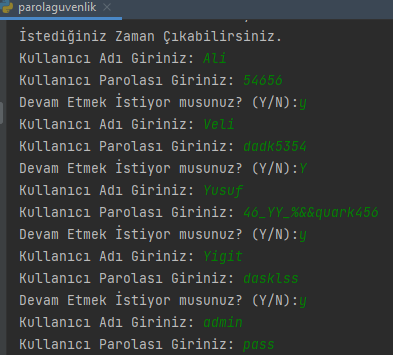 parolaguvenlik
İstediğiniz Zaman Çıkabilirsiniz.
Kullanıcı Adı Giriniz: Ali
Kullanıcı Parolası Giriniz: 54656
Devam Etmek İstiyor musunuz? (Y/N):y
Kullanıcı Adı Giriniz: Veli
Kullanıcı Parolası Giriniz: dadk5354
Devam Etmek İstiyor musunuz? (Y/N):Y
Kullanıcı Adı Giriniz: Yusuf
Kullanıcı Parolası Giriniz: 46_YY_%&&quark456
Devam Etmek İstiyor musunuz? (Y/N):y
Kullanıcı Adı Giriniz: Yigit
Kullanıcı Parolası Giriniz: dasklss
Devam Etmek İstiyor musunuz? (Y/N):y
Kullanıcı Adı Giriniz: admin
Kullanıcı Parolası Giriniz: pass